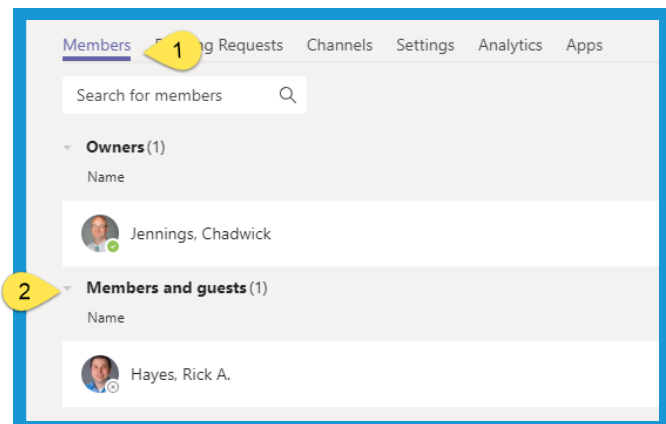 Members 1 g Requests Channels Settings Analytics Apps
Search for members
Owners (1)
Name
Jennings, Chadwick
2 Members and guests (1)
Name
Hayes, Rick A.